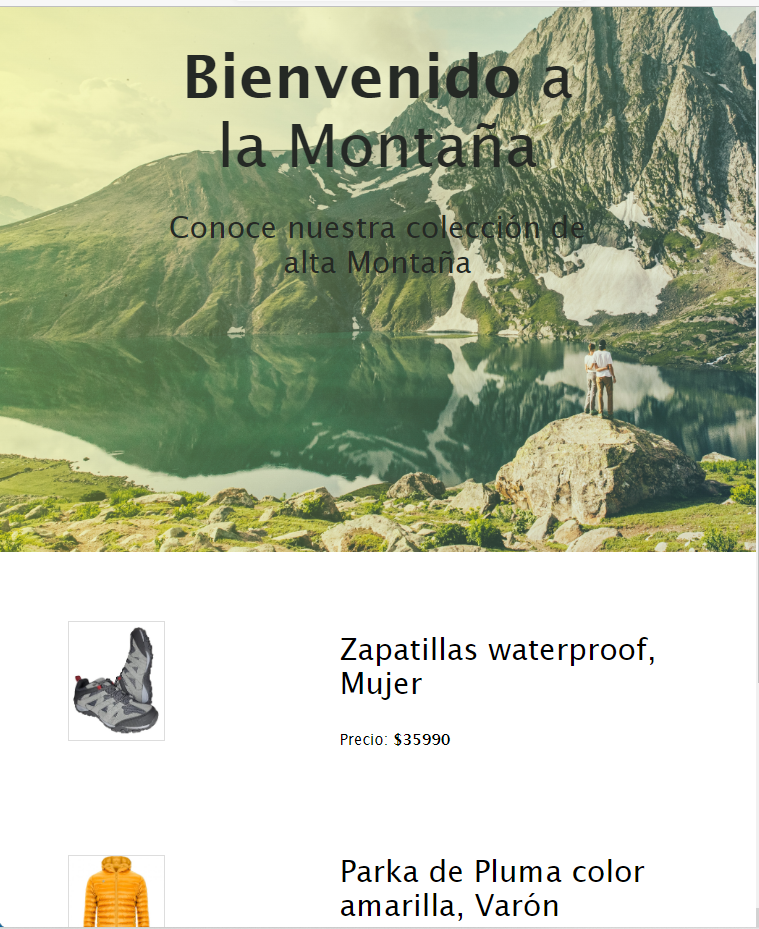 Bienvenido a
la Montaña
Conoce nuestra colección de
alta Montaña
Zapatillas waterproof,
Mujer
Precio: $35990
Parka de Pluma color
amarilla, Varón